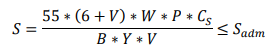 S = 55 * (6 + V) * W * P * C_S / B * Y * V ≤ S_adm